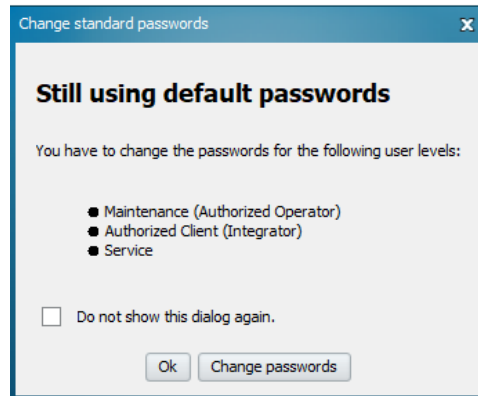 Change standard passwords
Still using default passwords
You have to change the passwords for the following user levels:
● Maintenance (Authorized Operator)
● Authorized Client (Integrator)
● Service
Do not show this dialog again.
Ok Change passwords